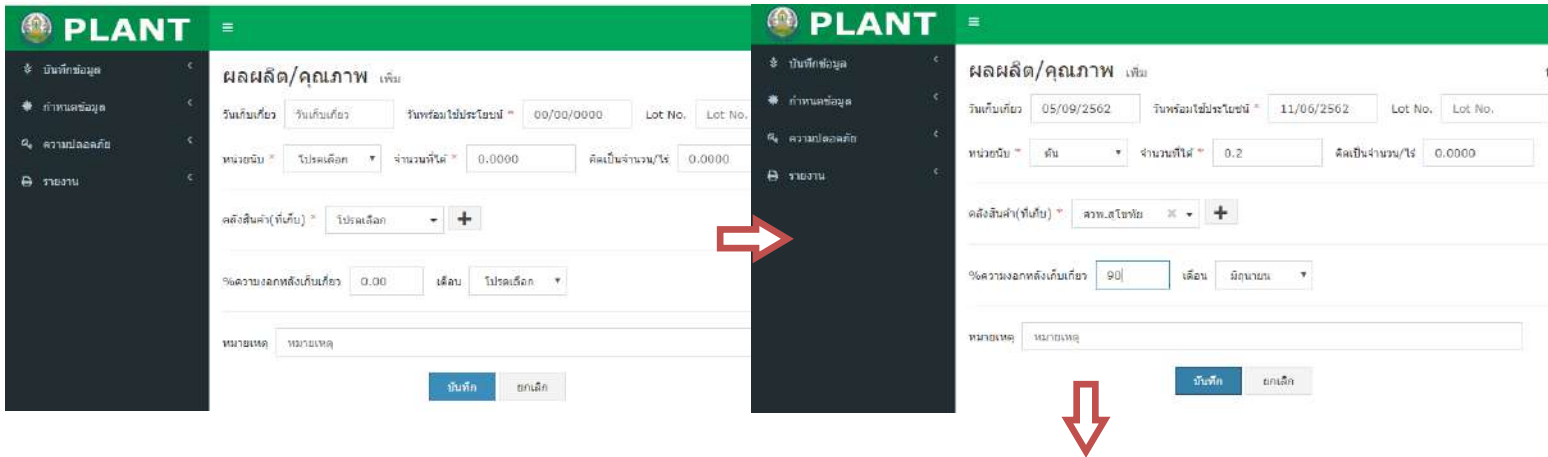 PLANT
บันทึกข้อมูล
กำหนดข้อมูล
ความปลอดภัย
รายงาน
ผลผลิต/คุณภาพ เพิ่ม
วันเก็บเกี่ยว วันเก็บเกี่ยว วันพร้อมใช้ประโยชน์ * 00/00/0000 Lot No. Lot No.
หน่วยนับ * โปรดเลือก จำนวนที่ได้ * 0.0000 คิดเป็นจำนวน/ไร่ 0.0000
คลังสินค้า(ที่เก็บ) * โปรดเลือก
%ความงอกหลังเก็บเกี่ยว 0.00 เดือน โปรดเลือก
หมายเหตุ หมายเหตุ
บันทึก ยกเลิก
PLANT
บันทึกข้อมูล
กำหนดข้อมูล
ความปลอดภัย
รายงาน
ผลผลิต/คุณภาพ เพิ่ม
วันเก็บเกี่ยว 05/09/2562 วันพร้อมใช้ประโยชน์ * 11/06/2562 Lot No. Lot No.
หน่วยนับ * ตัน จำนวนที่ได้ * 0.2 คิดเป็นจำนวน/ไร่ 0.0000
คลังสินค้า(ที่เก็บ) * ศวพ.สุโขทัย
%ความงอกหลังเก็บเกี่ยว 90 เดือน มิถุนายน
หมายเหตุ หมายเหตุ
บันทึก ยกเลิก